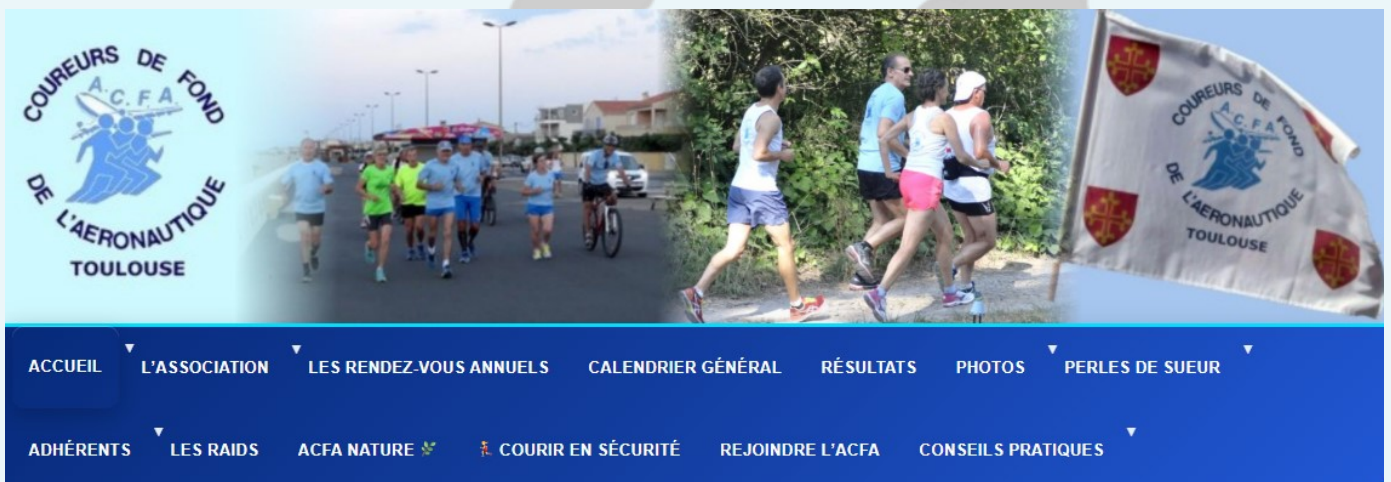 COUREURS DE FOND
A.C.F.A
DE L'AERONAUTIQUE
TOULOUSE
COUREURS DE FOND
A.C.F.A
DE L'AERONAUTIQUE
TOULOUSE
ACCUEIL ▼ L'ASSOCIATION ▼ LES RENDEZ-VOUS ANNUELS CALENDRIER GÉNÉRAL RÉSULTATS PHOTOS ▼ PERLES DE SUEUR ▼
ADHÉRENTS ▼ LES RAIDS ACFA NATURE 🌿 🏃 COURIR EN SÉCURITÉ REJOINDRE L'ACFA CONSEILS PRATIQUES ▼